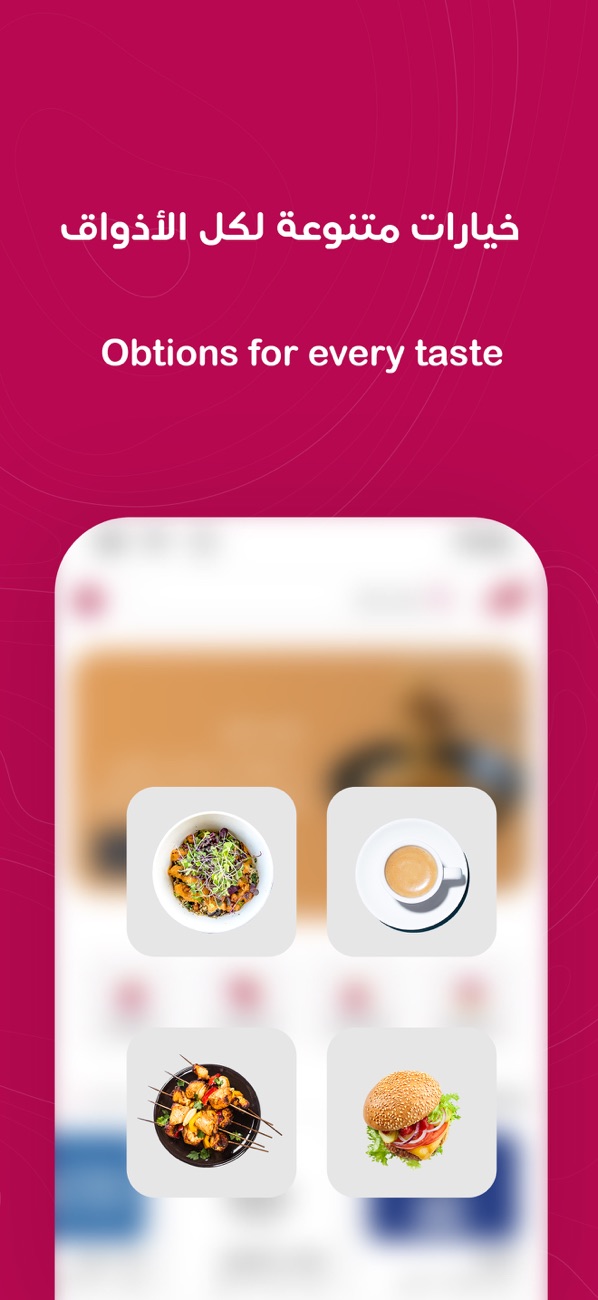 خيارات متنوعة لكل الأذواق
Obtions for every taste